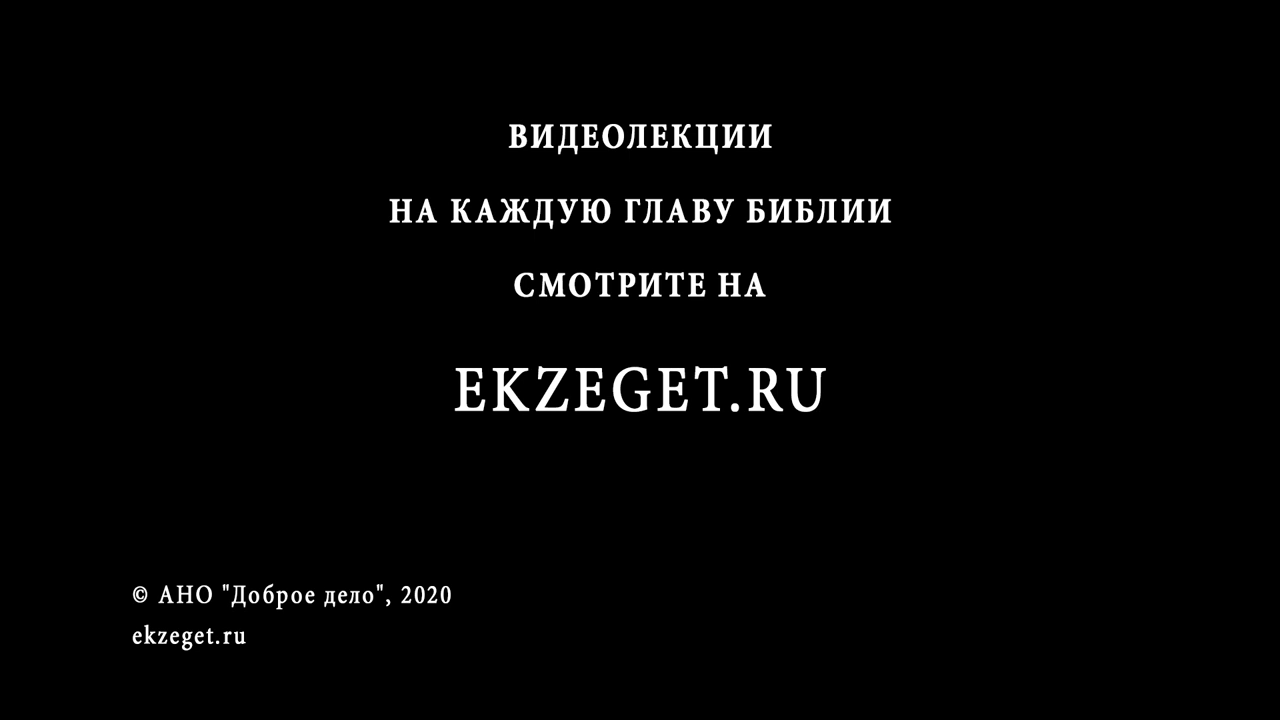 ВИДЕОЛЕКЦИИ
НА КАЖДУЮ ГЛАВУ БИБЛИИ
СМОТРИТЕ НА
EKZEGET.RU
© АНО "Доброе дело", 2020
ekzeget.ru